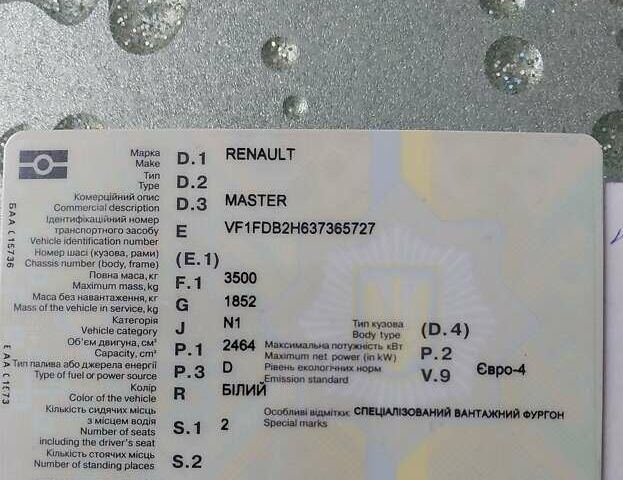 Марка
Make D.1 RENAULT
Тип
Type D.2
Комерційний опис
Commercial description D.3 MASTER
Ідентифікаційний номер
транспортного засобу
Vehicle identification number E VF1FDB2H637365727
Номер шасі (кузова, рами)
Chassis number (body, frame) (E.1)
Повна маса, кг
Maximum mass, kg F.1 3500
Маса без навантаження, кг
Mass of the vehicle in service, kg G 1852
Категорія
Vehicle category J N1
Тип кузова
Body type (D.4)
Об'єм двигуна, см³
Capacity, cm³ P.1 2464
Максимальна потужність кВт
Maximum net power (in kW) P.2
Тип палива або джерела енергії
Type of fuel or power source P.3 D
Рівень екологічних норм
Emission standard V.9 Євро-4
Колір
Color of the vehicle R БІЛИЙ
Кількість сидячих місць
з місцем водія
Number of seats
including the driver's seat S.1 2
Особливі відмітки: СПЕЦІАЛІЗОВАНИЙ ВАНТАЖНИЙ ФУРГОН
Special marks
Кількість стоячих місць
Number of standing places S.2